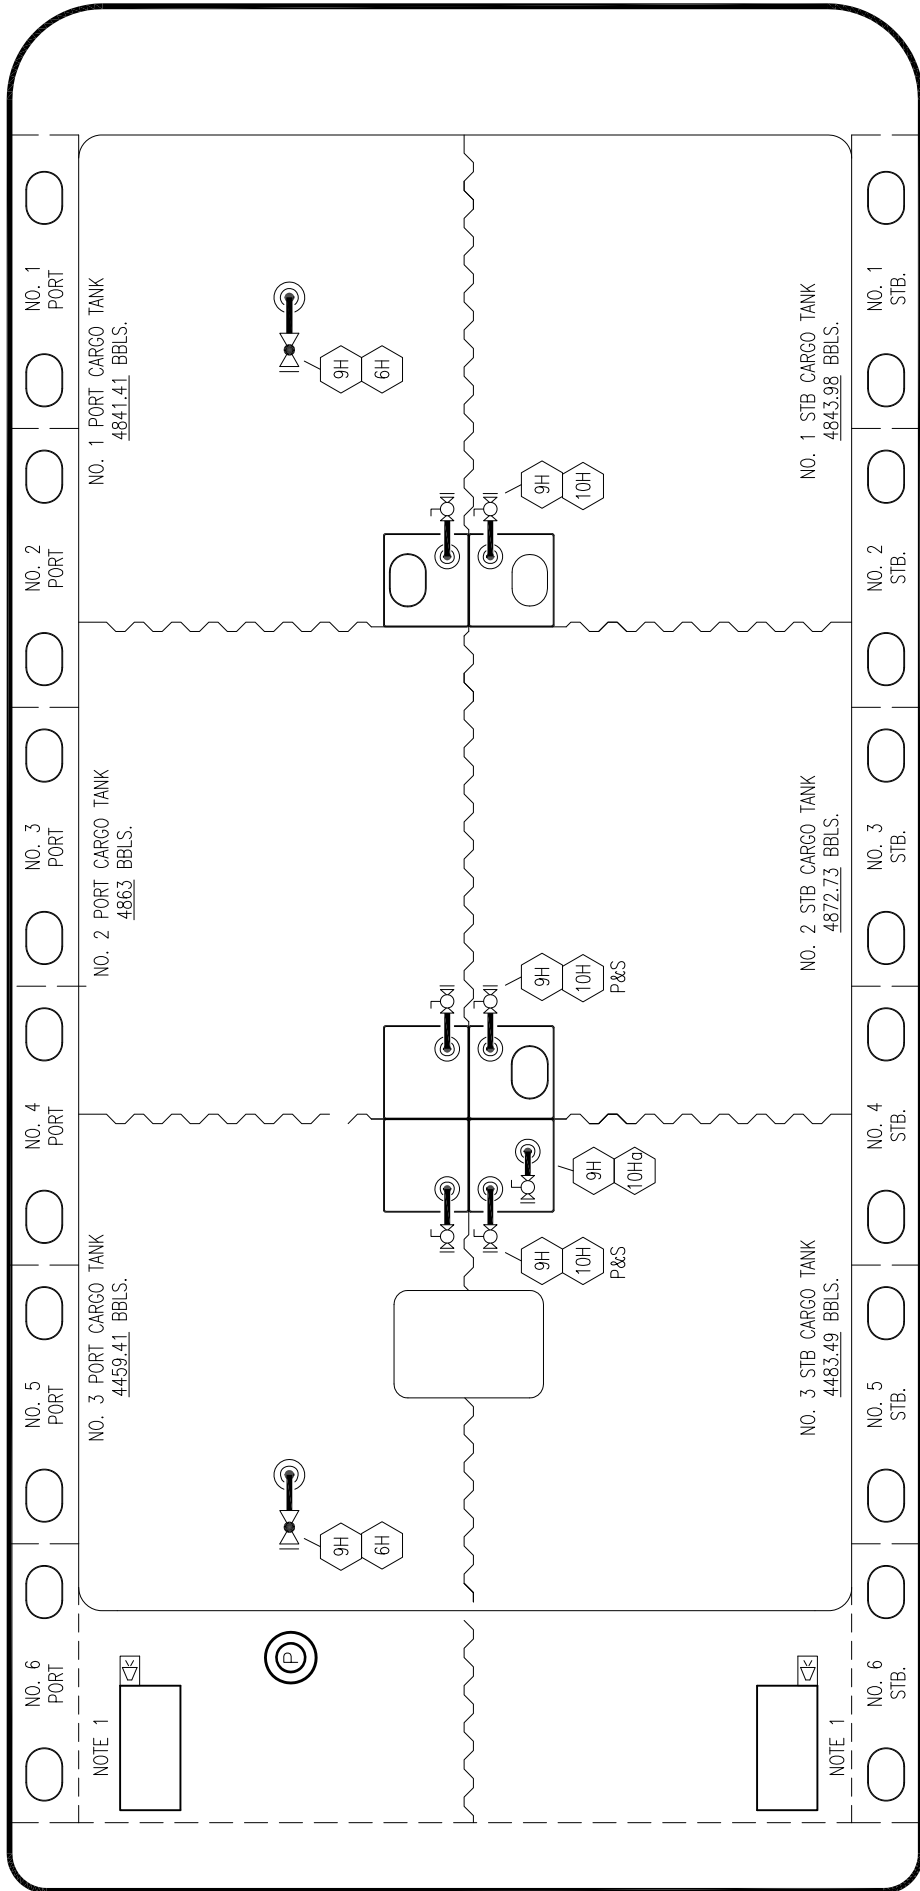 NO. 1
PORT
NO. 2
PORT
NO. 3
PORT
NO. 4
PORT
NO. 5
PORT
NO. 6
PORT
NO. 1 PORT CARGO TANK
4841.41 BBLS.
NO. 2 PORT CARGO TANK
4863 BBLS.
NO. 3 PORT CARGO TANK
4459.41 BBLS.
NOTE 1
9H
6H
9H
6H
P
9H
10H
9H
10H
P&S
9H
10Ha
9H
10H
P&S
NO. 1 STB CARGO TANK
4843.98 BBLS.
NO. 2 STB CARGO TANK
4872.73 BBLS.
NO. 3 STB CARGO TANK
4483.49 BBLS.
NOTE 1
NO. 1
STB.
NO. 2
STB.
NO. 3
STB.
NO. 4
STB.
NO. 5
STB.
NO. 6
STB.